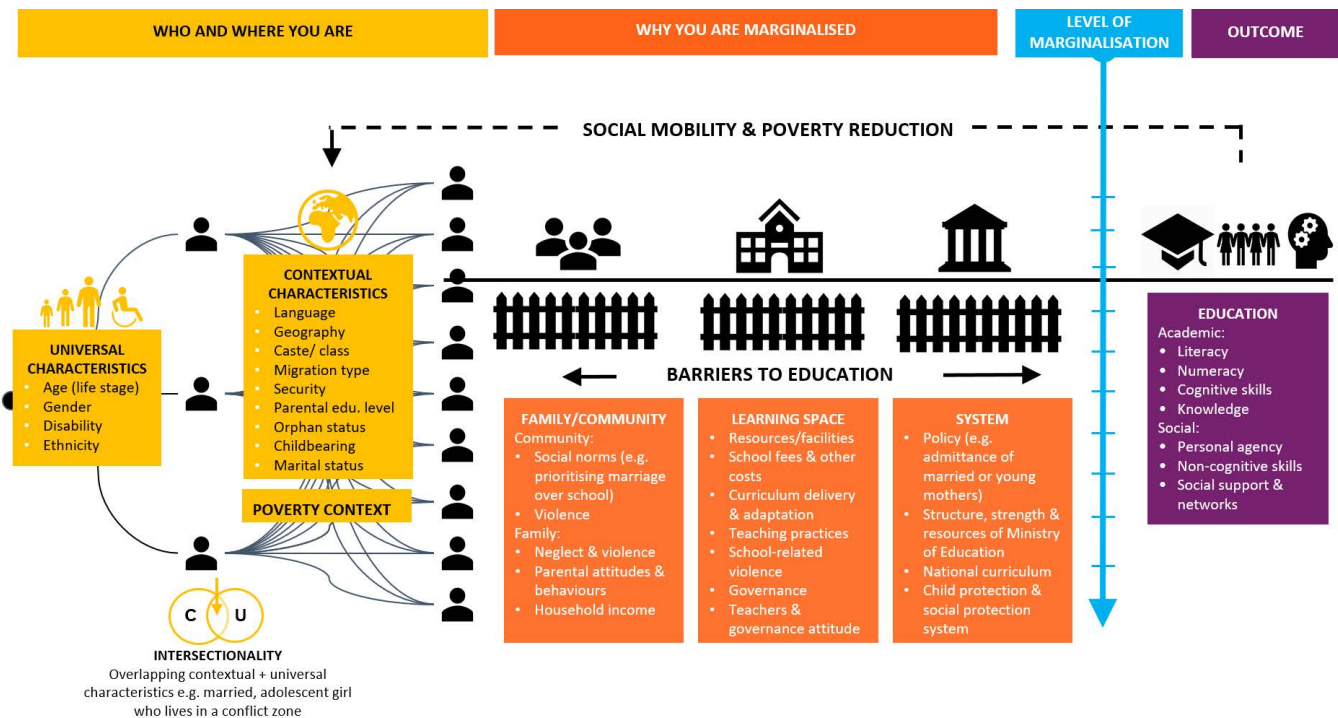 WHO AND WHERE YOU ARE
WHY YOU ARE MARGINALISED
LEVEL OF
MARGINALISATION
OUTCOME
SOCIAL MOBILITY & POVERTY REDUCTION
UNIVERSAL
CHARACTERISTICS
• Age (life stage)
• Gender
• Disability
• Ethnicity
CONTEXTUAL
CHARACTERISTICS
• Language
• Geography
• Caste/ class
• Migration type
• Security
• Parental edu. level
• Orphan status
• Childbearing
• Marital status
POVERTY CONTEXT
C U
INTERSECTIONALITY
Overlapping contextual + universal
characteristics e.g. married, adolescent girl
who lives in a conflict zone
BARRIERS TO EDUCATION
FAMILY/COMMUNITY
Community:
• Social norms (e.g.
prioritising marriage
over school)
• Violence
Family:
• Neglect & violence
• Parental attitudes &
behaviours
• Household income
LEARNING SPACE
• Resources/facilities
• School fees & other
costs
• Curriculum delivery
& adaptation
• Teaching practices
• School-related
violence
• Governance
• Teachers &
governance attitude
SYSTEM
• Policy (e.g.
admittance of
married or young
mothers)
• Structure, strength &
resources of Ministry
of Education
• National curriculum
• Child protection &
social protection
system
EDUCATION
Academic:
• Literacy
• Numeracy
• Cognitive skills
• Knowledge
Social:
• Personal agency
• Non-cognitive skills
• Social support &
networks